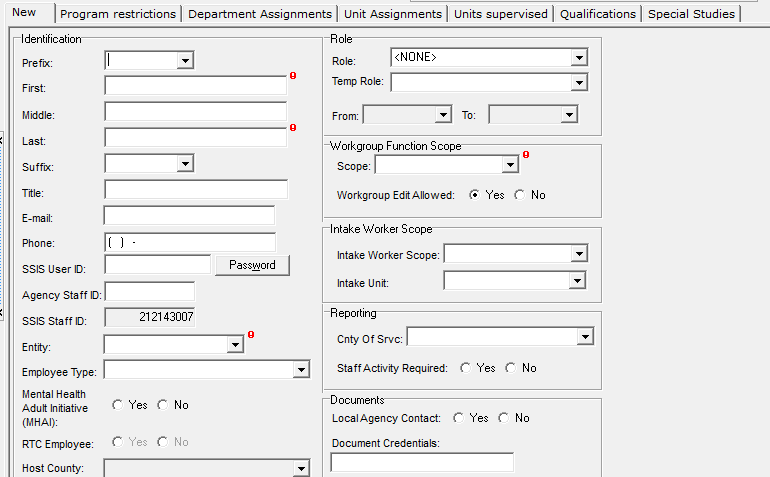 New Program restrictions Department Assignments Unit Assignments Units supervised Qualifications Special Studies
Identification
Prefix:
First:
Middle:
Last:
Suffix:
Title:
E-mail:
Phone: ( ) -
SSIS User ID: Password
Agency Staff ID:
SSIS Staff ID: 212143007
Entity:
Employee Type:
Mental Health
Adult Initiative
(MHAI): Yes No
RTC Employee: Yes No
Host County:
Role
Role: <NONE>
Temp Role:
From: To:
Workgroup Function Scope
Scope:
Workgroup Edit Allowed: Yes No
Intake Worker Scope
Intake Worker Scope:
Intake Unit:
Reporting
Cnty Of Srvc:
Staff Activity Required: Yes No
Documents
Local Agency Contact: Yes No
Document Credentials: